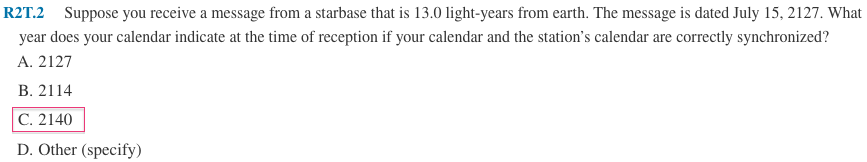 R2T.2 Suppose you receive a message from a starbase that is 13.0 light-years from earth. The message is dated July 15, 2127. What
year does your calendar indicate at the time of reception if your calendar and the station's calendar are correctly synchronized?
A. 2127
B. 2114
C. 2140
D. Other (specify)